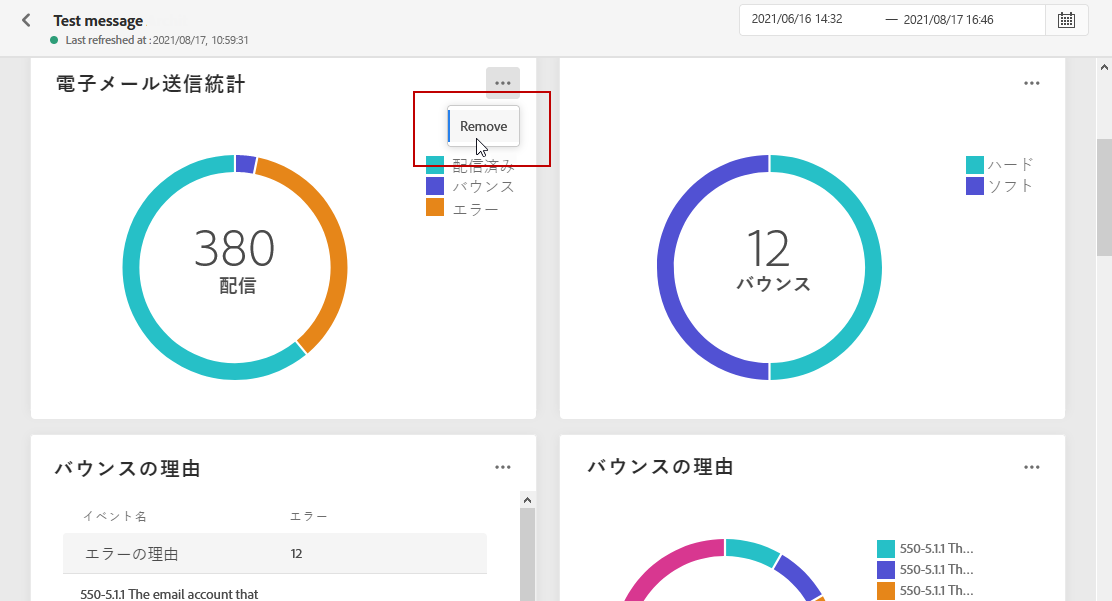 Test message
Last refreshed at : 2021/08/17, 10:59:31
2021/06/16 14:32 — 2021/08/17 16:46
電子メール送信統計
Remove
配信済み
バウンス
エラー
380
配信
ハード
ソフト
12
バウンス
バウンスの理由
イベント名 エラー
エラーの理由 12
550-5.1.1 The email account that
バウンスの理由
550-5.1.1 Th...
550-5.1.1 Th...
550-5.1.1 Th...